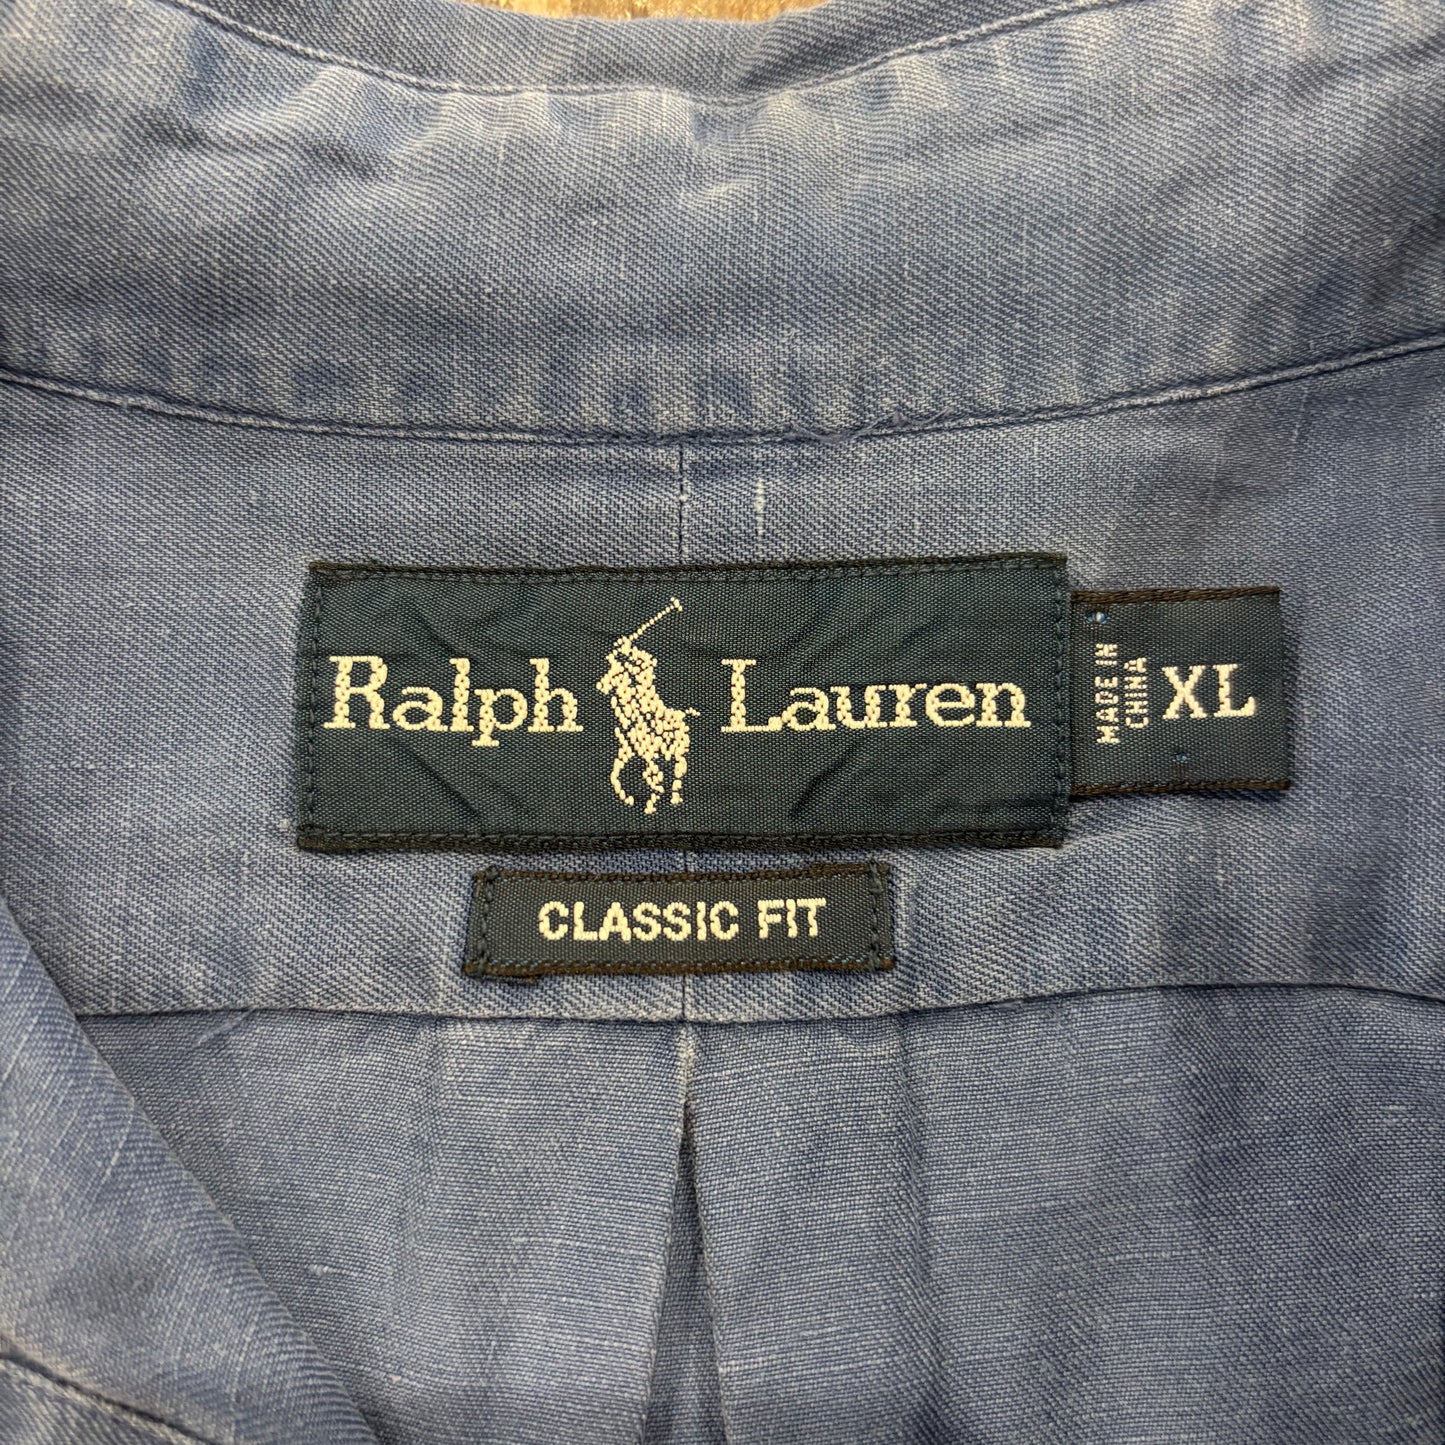 Ralph Lauren
MADE IN
CHINA
XL
CLASSIC FIT